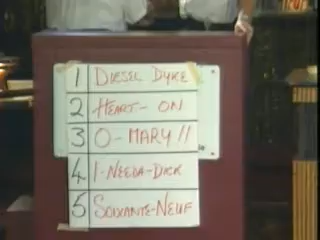 1 DIESEL DYKE
2 HEART-ON
3 O-MARY!!
4 I-NEEDA-DICK
5 SOIXANTE-NEUF